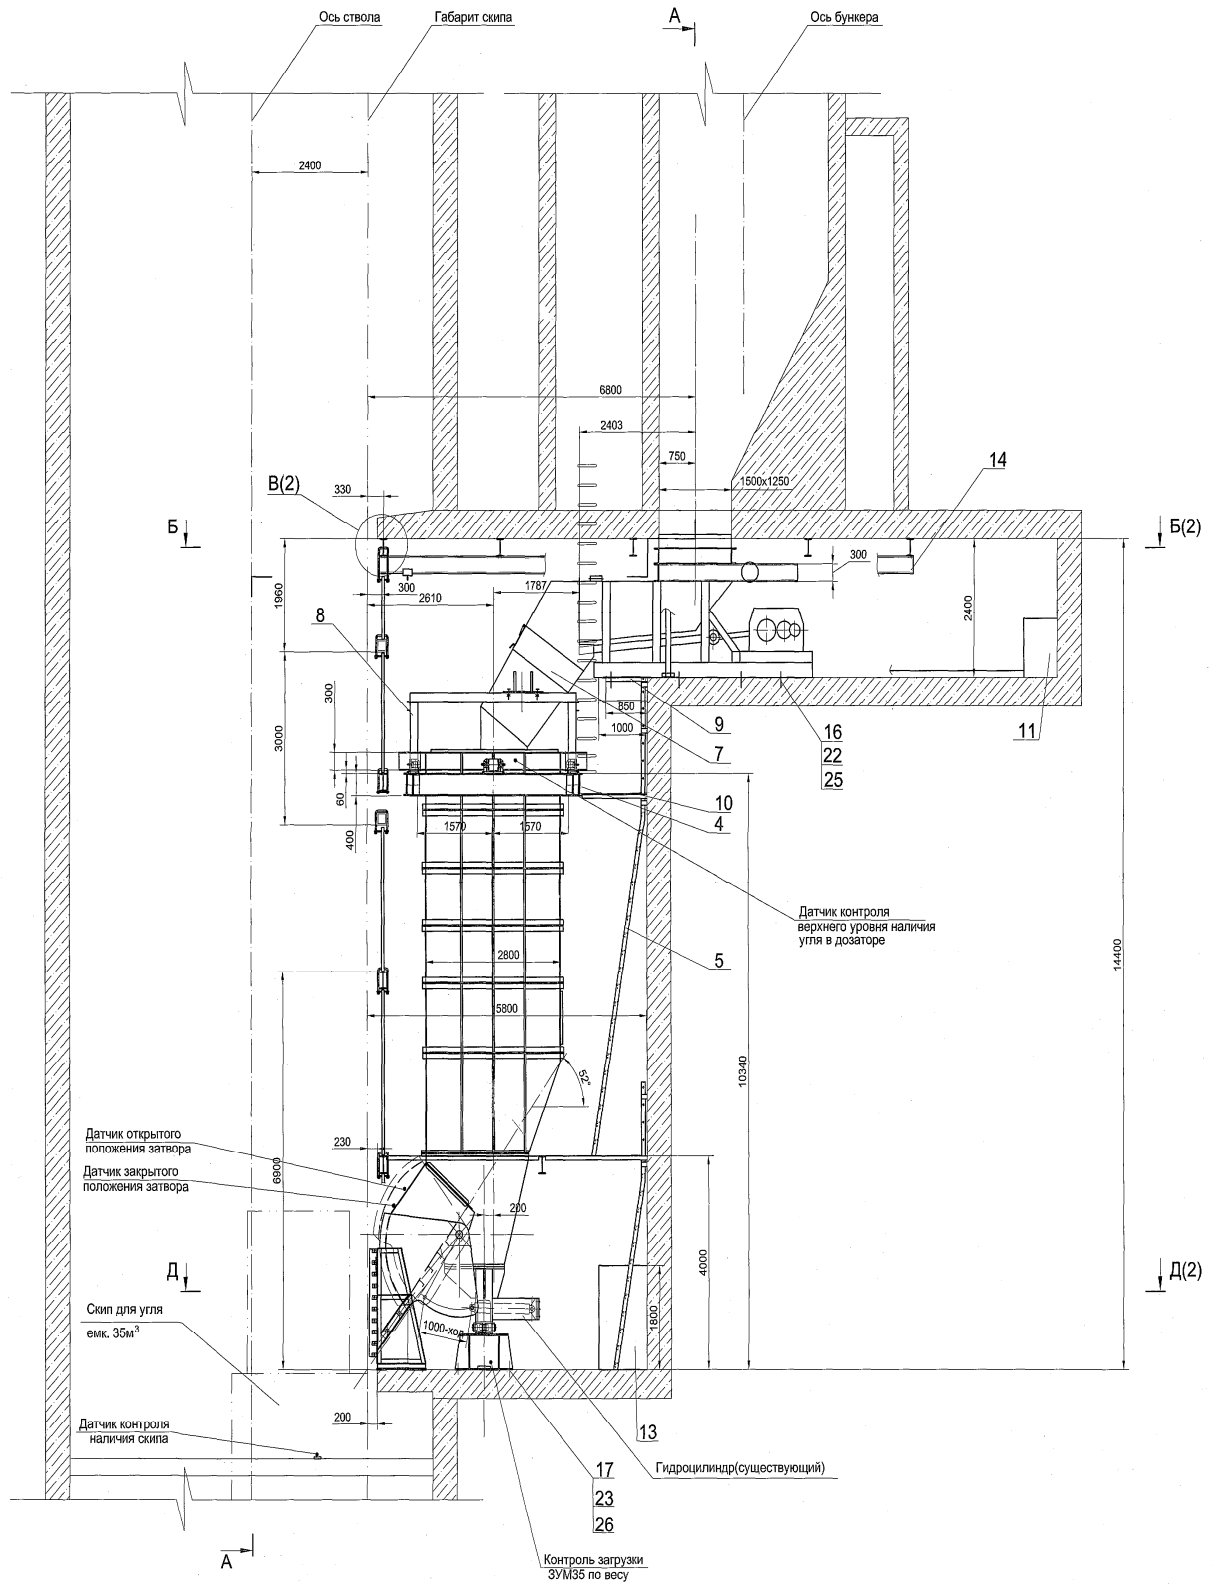 Ось ствола
Габарит скипа
А
Ось бункера
2400
6800
2403
750
1500х1250
14
В(2)
330
Б
Б(2)
300
300
1787
2610
1960
2400
8
300
3000
850
1000
9
7
16
22
25
11
60
400
10
4
1570
1570
Датчик контроля
верхнего уровня наличия
угля в дозаторе
2800
5
14400
5800
10340
52°
Датчик открытого
положения затвора
Датчик закрытого
положения затвора
230
6900
200
4000
Д
Д(2)
Скип для угля
емк. 35м³
1000-ход
1800
200
Датчик контроля
наличия скипа
13
Гидроцилиндр(существующий)
17
23
26
А
Контроль загрузки
ЗУМ35 по весу